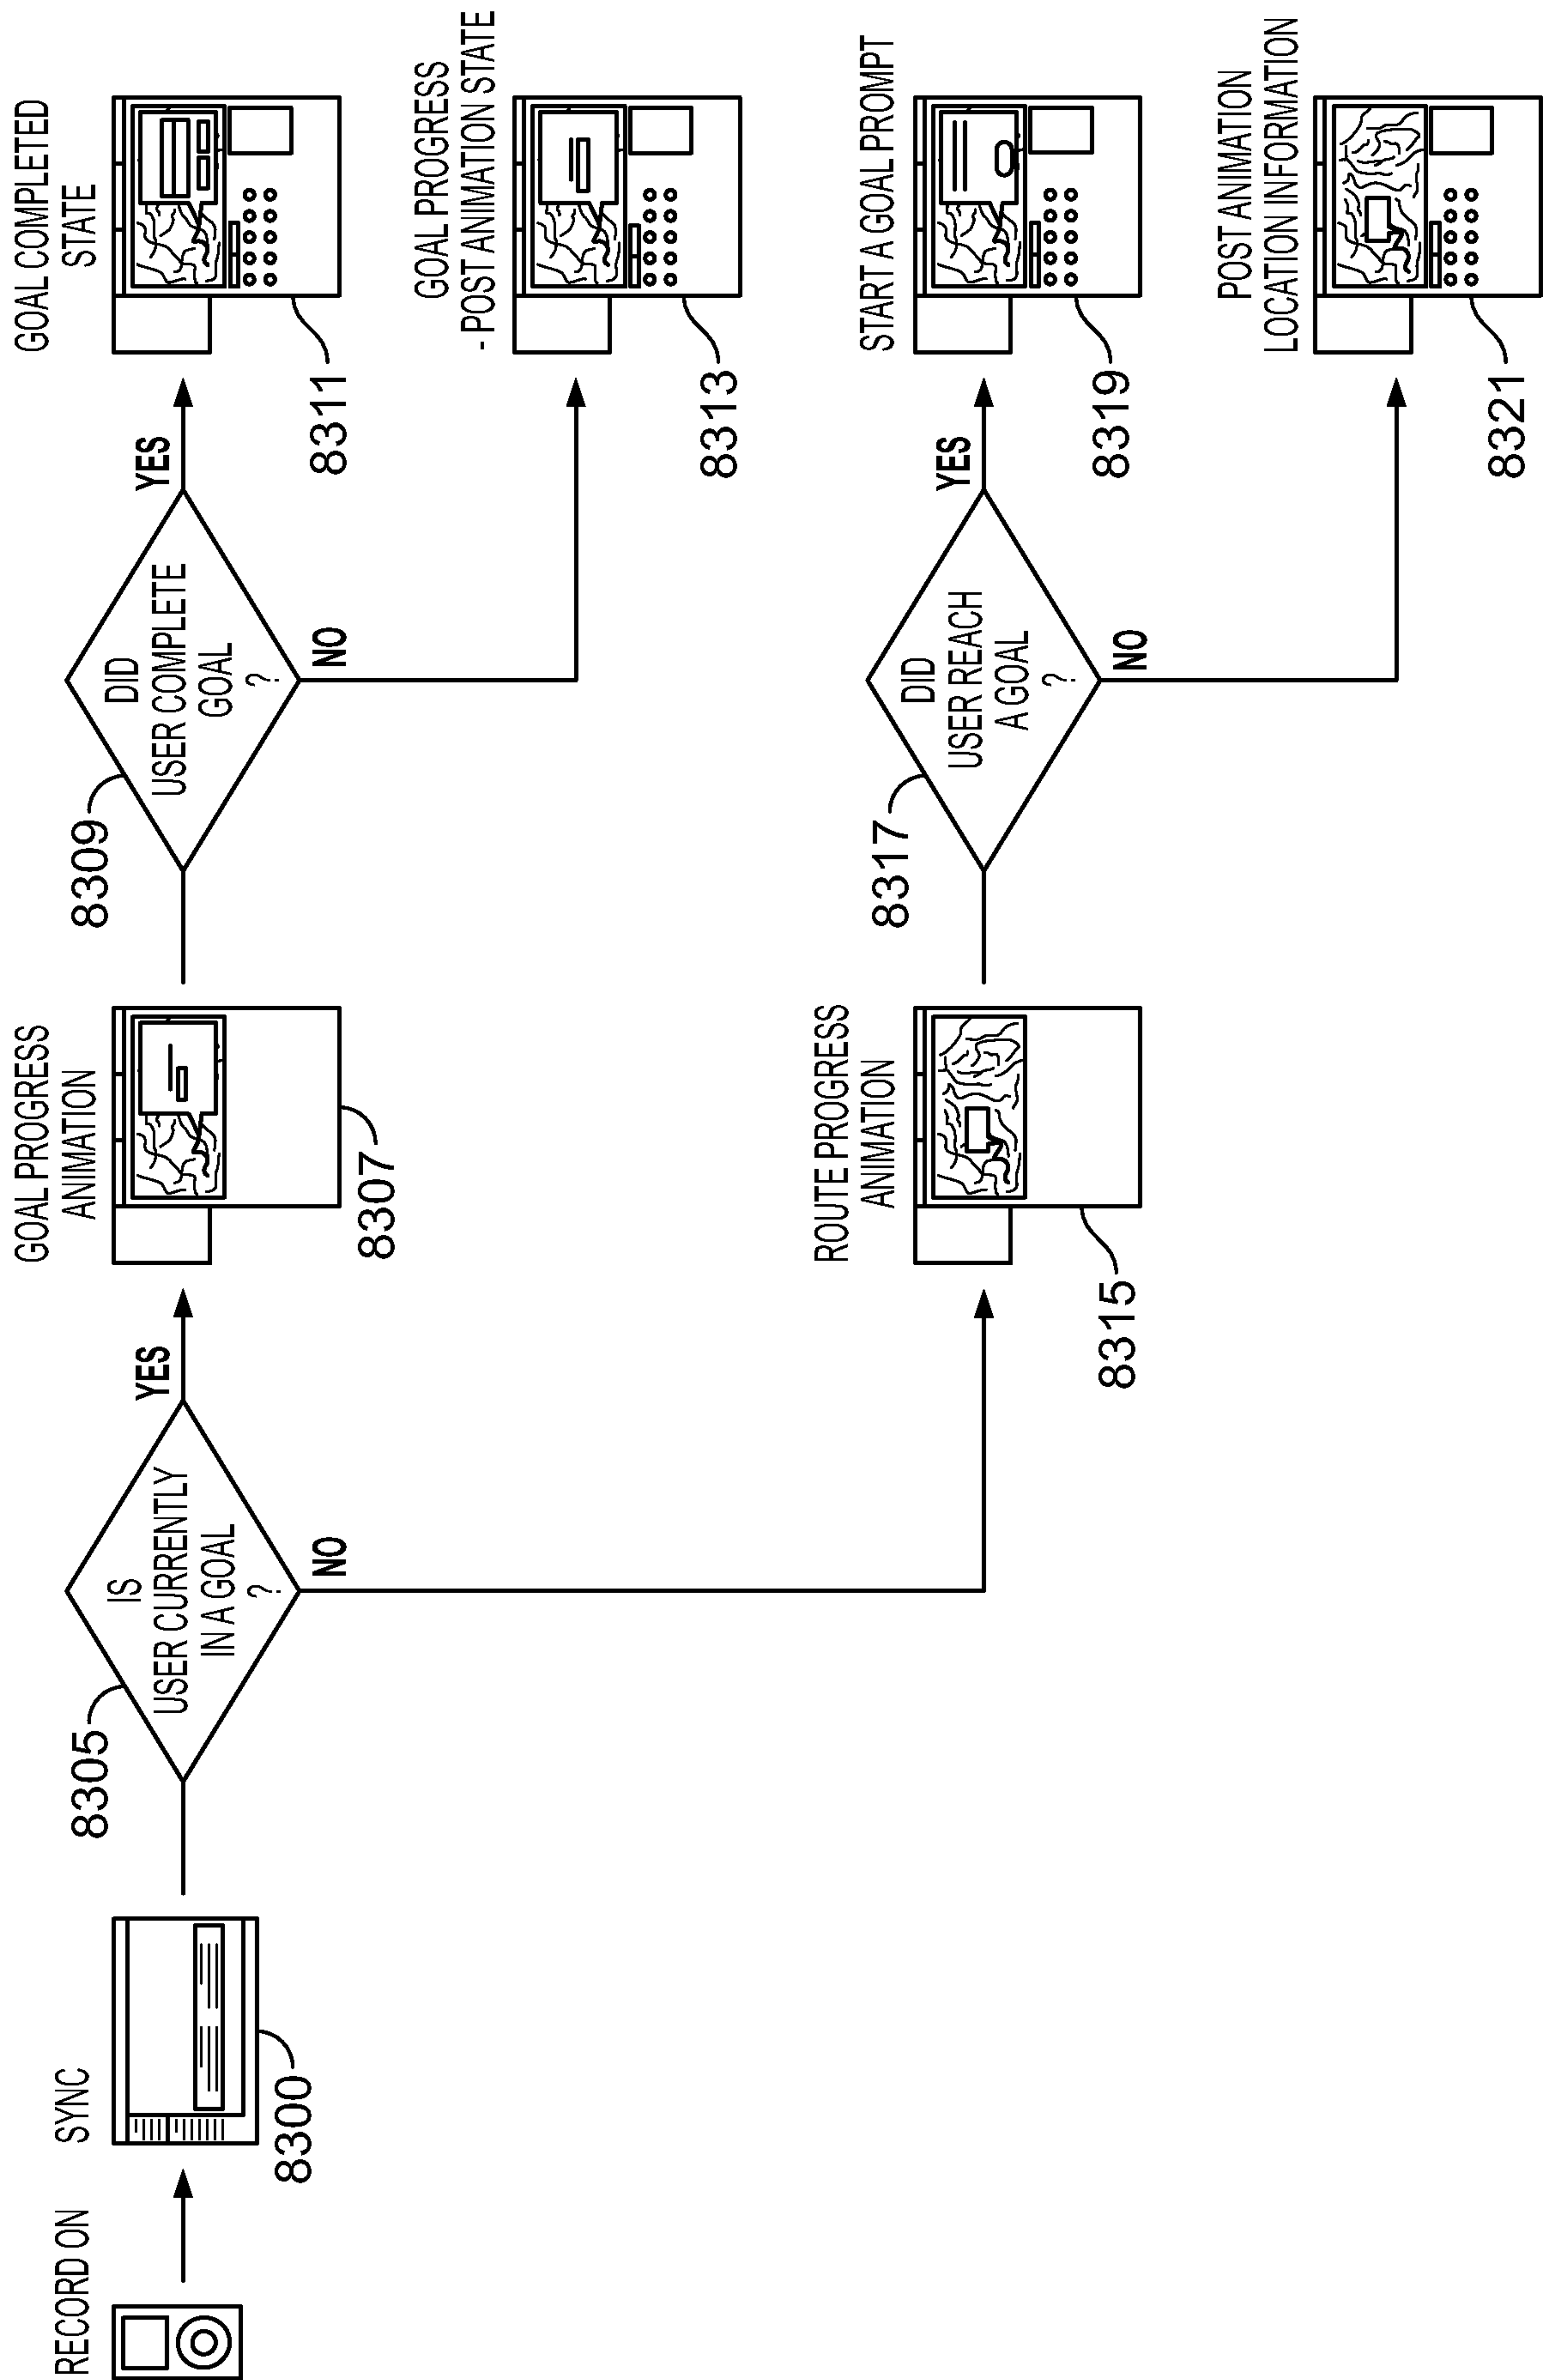 RECORD ON
SYNC
8300
8305
IS
USER CURRENTLY
IN A GOAL
?
YES
NO
GOAL PROGRESS
ANIMATION
8307
8309
DID
USER COMPLETE
GOAL
?
YES
NO
GOAL COMPLETED
STATE
8311
GOAL PROGRESS
- POST ANIMATION STATE
8313
ROUTE PROGRESS
ANIMATION
8315
8317
DID
USER REACH
A GOAL
?
YES
NO
START A GOAL PROMPT
8319
POST ANIMATION
LOCATION INFORMATION
8321